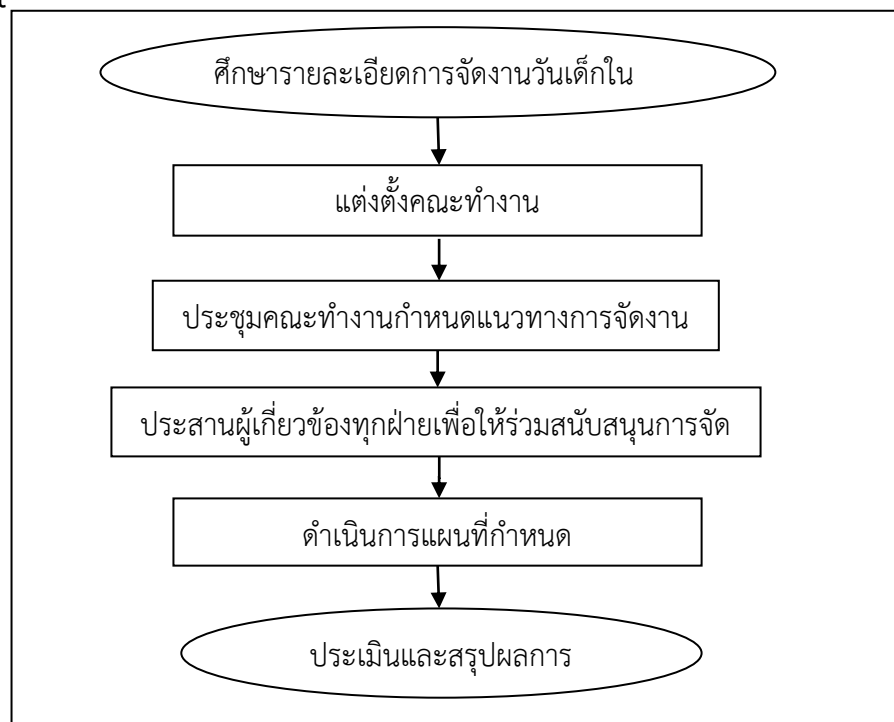 ศึกษารายละเอียดการจัดงานวันเด็กใน
แต่งตั้งคณะทำงาน
ประชุมคณะทำงานกำหนดแนวทางการจัดงาน
ประสานผู้เกี่ยวข้องทุกฝ่ายเพื่อให้ร่วมสนับสนุนการจัด
ดำเนินการแผนที่กำหนด
ประเมินและสรุปผลการ